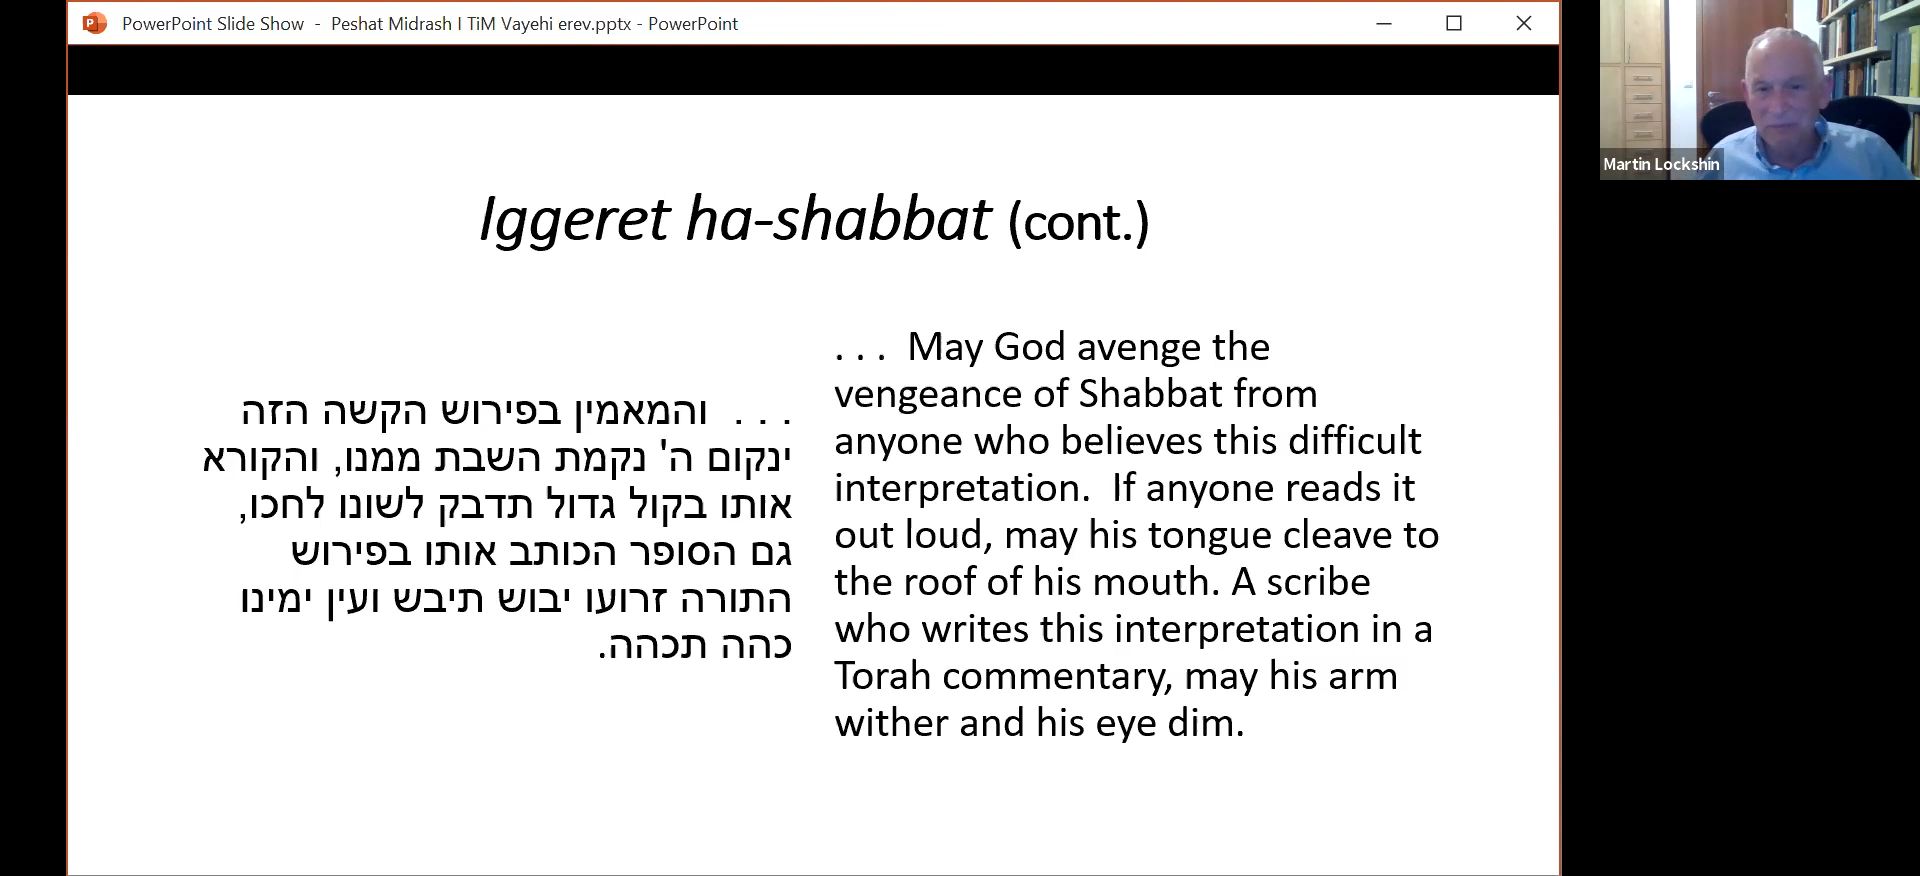 PowerPoint Slide Show - Peshat Midrash I TiM Vayehi erev.pptx - PowerPoint
Iggeret ha-shabbat (cont.)
. . . והמאמין בפירוש הקשה הזה
ינקום ה' נקמת השבת ממנו, והקורא
אותו בקול גדול תדבק לשונו לחכו,
גם הסופר הכותב אותו בפירוש
התורה זרועו יבוש תיבש ועין ימינו
כהה תכהה.
. . . May God avenge the
vengeance of Shabbat from
anyone who believes this difficult
interpretation. If anyone reads it
out loud, may his tongue cleave to
the roof of his mouth. A scribe
who writes this interpretation in a
Torah commentary, may his arm
wither and his eye dim.
Martin Lockshin